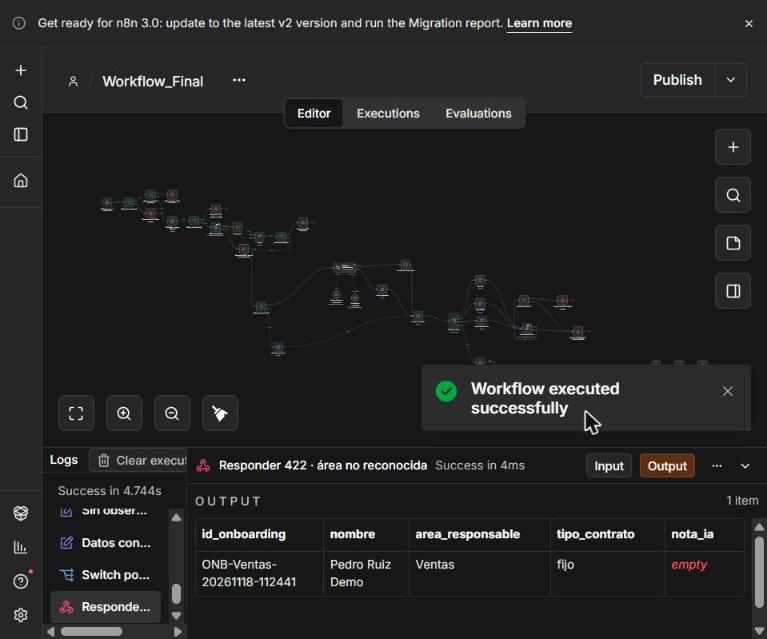 Get ready for n8n 3.0: update to the latest v2 version and run the Migration report. Learn more
Workflow_Final
Publish
Editor
Executions
Evaluations
Workflow executed
successfully
Logs
Clear execut
Success in 4.744s
Sin obser...
Datos con...
Switch po...
Responde...
Responder 422 · área no reconocida
Success in 4ms
Input
Output
OUTPUT
1 item
id_onboarding
nombre
area_responsable
tipo_contrato
nota_ia
ONB-Ventas-
20261118-112441
Pedro Ruiz
Demo
Ventas
fijo
empty